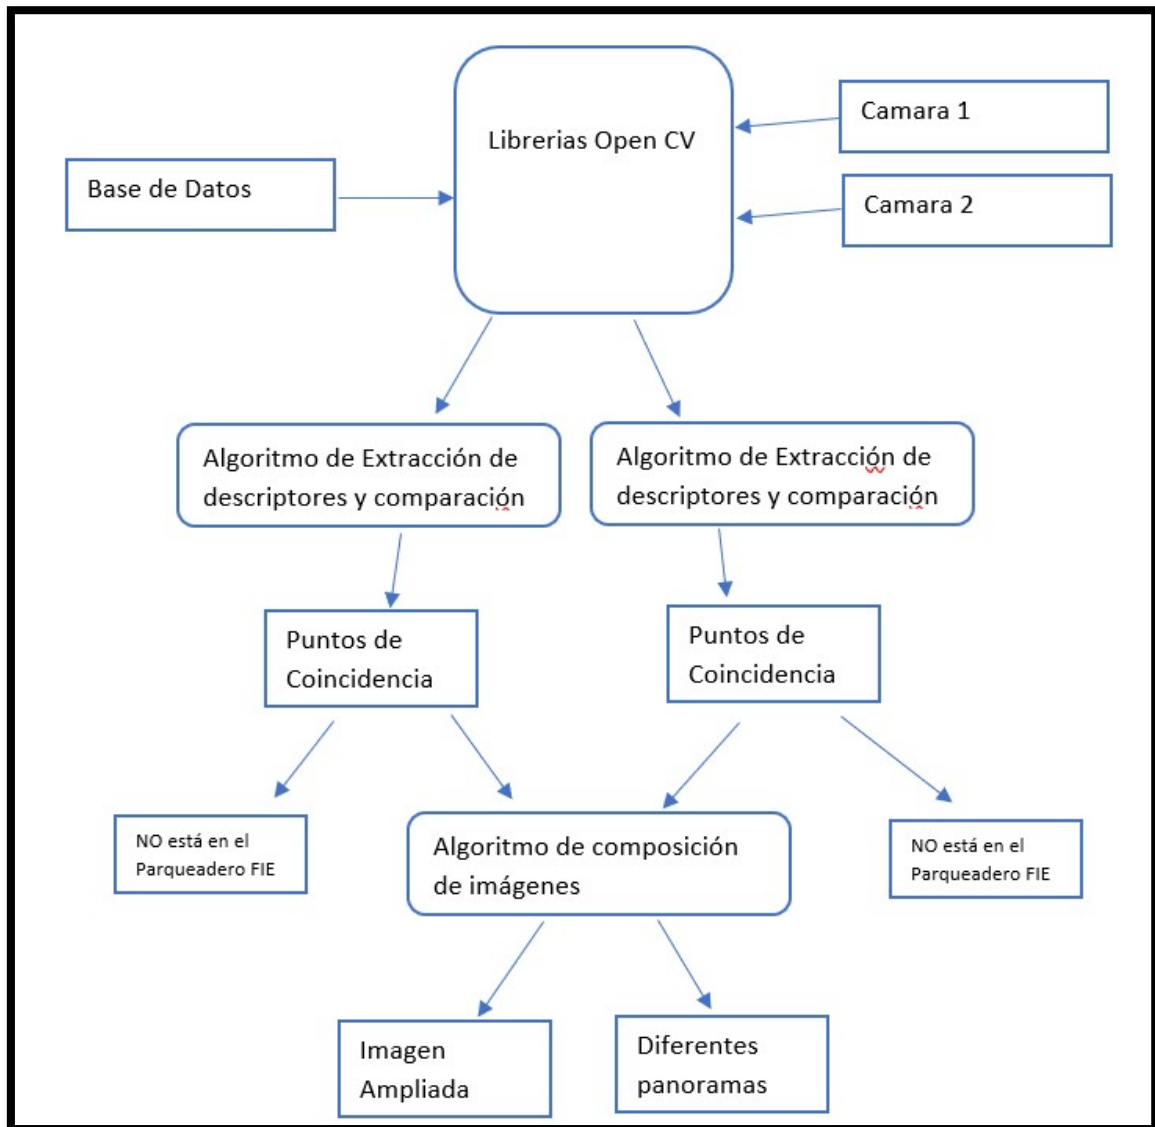 Librerias Open CV
Camara 1
Base de Datos
Camara 2
Algoritmo de Extracción de
descriptores y comparación
Algoritmo de Extracción de
descriptores y comparación
Puntos de
Coincidencia
Puntos de
Coincidencia
NO está en el
Parqueadero FIE
Algoritmo de composición
de imágenes
NO está en el
Parqueadero FIE
Imagen
Ampliada
Diferentes
panoramas